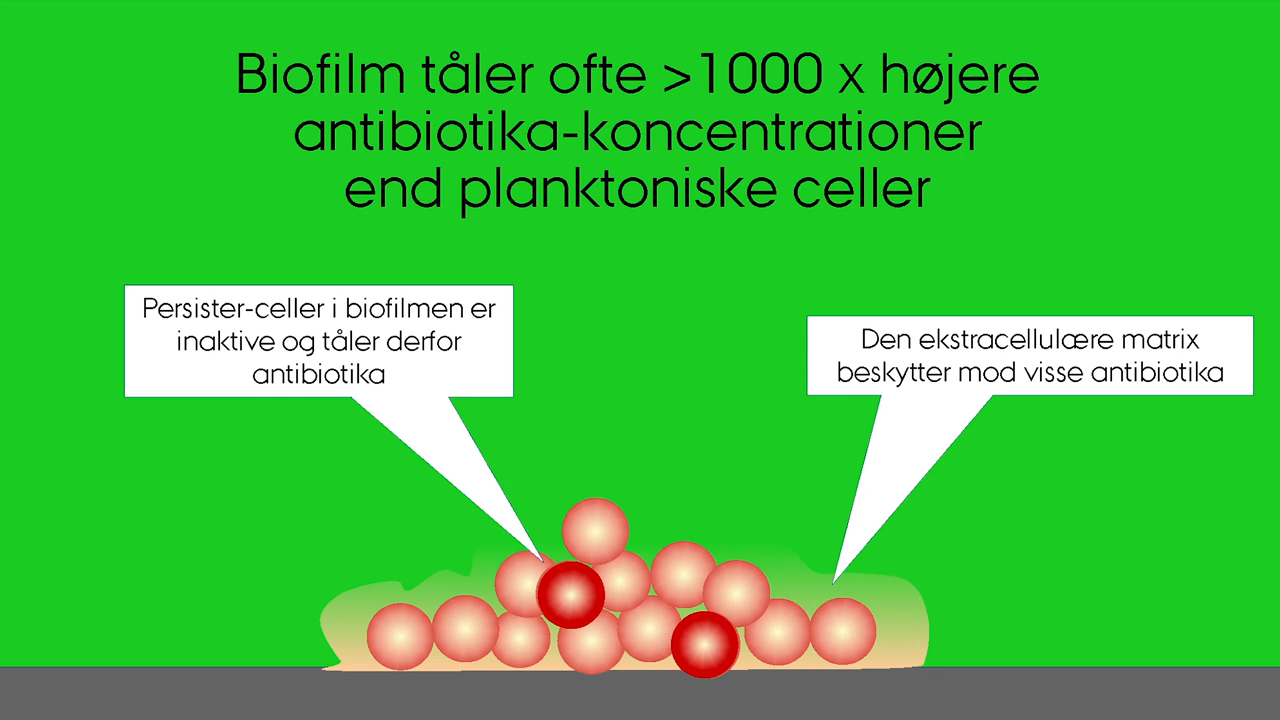 Biofilm tåler ofte >1000 x højere
antibiotika-koncentrationer
end planktoniske celler
Persister-celler i biofilmen er
inaktive og tåler derfor
antibiotika
Den ekstracellulære matrix
beskytter mod visse antibiotika